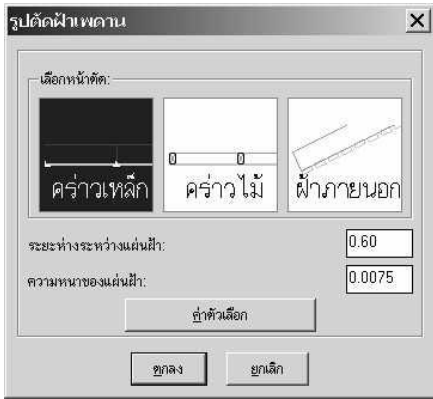 รูปตัดฝ้าเพดาน
เลือกหน้าตัด:
คร่าวเหล็ก
คร่าวไม้
ฝ้าภายนอก
ระยะห่างระหว่างแผ่นฝ้า: 0.60
ความหนาของแผ่นฝ้า: 0.0075
ค่าตัวเลือก
ตกลง ยกเลิก